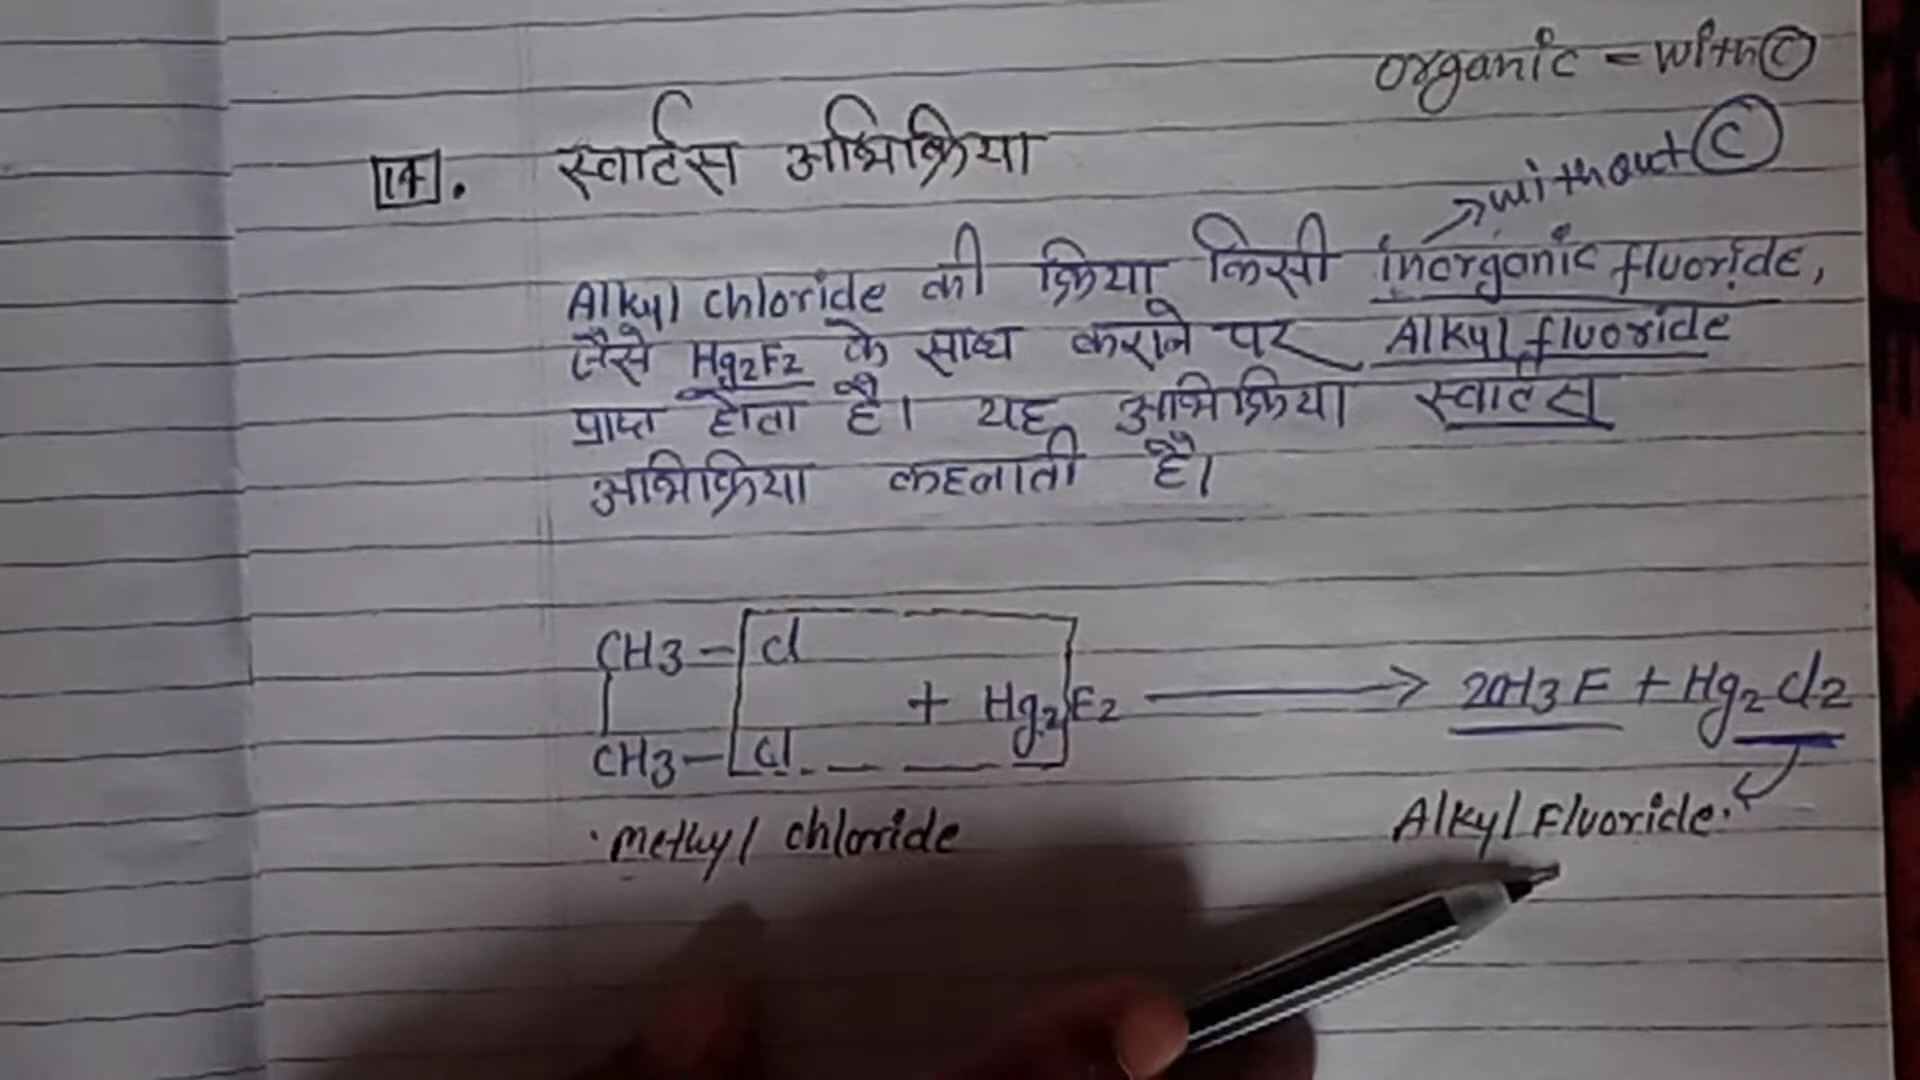 organic = with C
14. स्वार्टस अभिक्रिया
without C
Alkyl chloride की क्रिया किसी inorganic fluoride,
जैसे Hg2F2 के साथ कराने पर Alkyl fluoride
प्राप्त होता है। यह अभिक्रिया स्वार्टस
अभिक्रिया कहलाती है।
CH3-Cl
+ Hg2F2 → 2CH3F + Hg2Cl2
CH3-Cl
methyl chloride
Alkyl Fluoride.